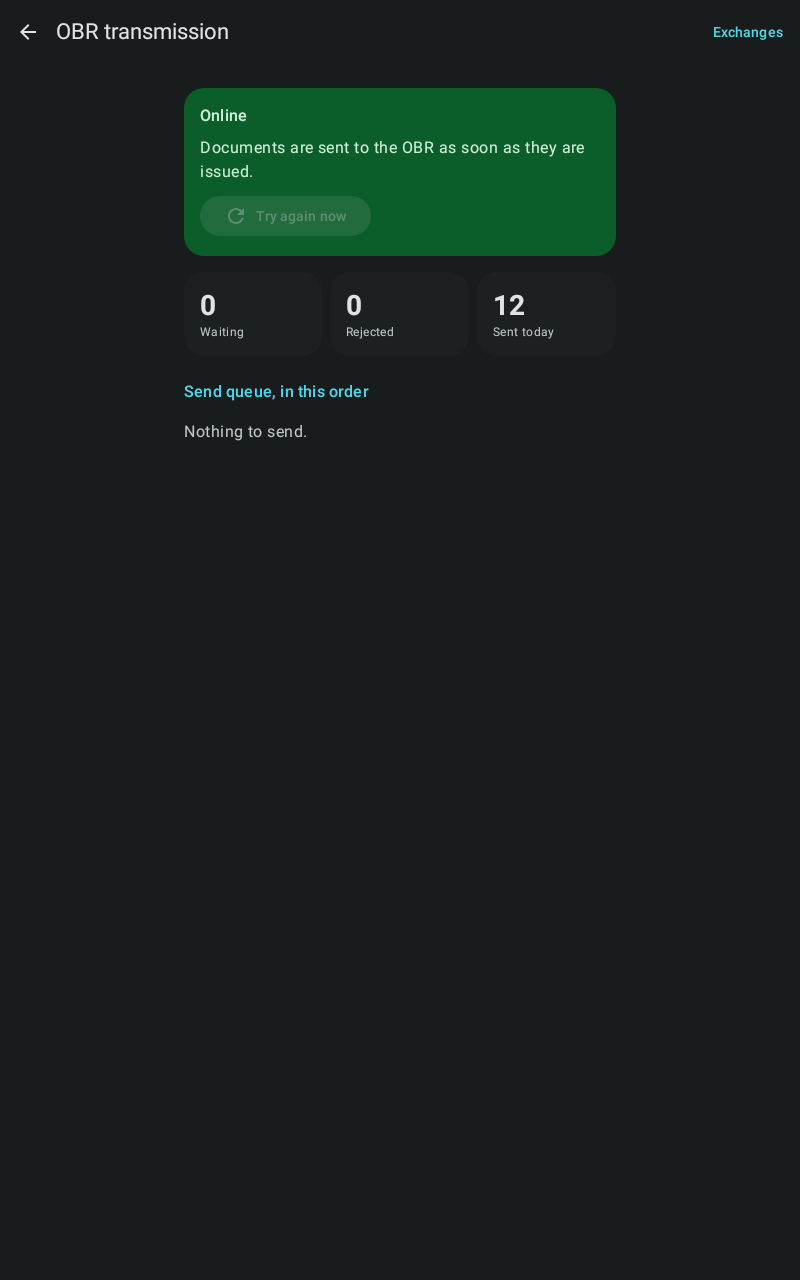 OBR transmission
Exchanges
Online
Documents are sent to the OBR as soon as they are
issued.
Try again now
0
Waiting
0
Rejected
12
Sent today
Send queue, in this order
Nothing to send.